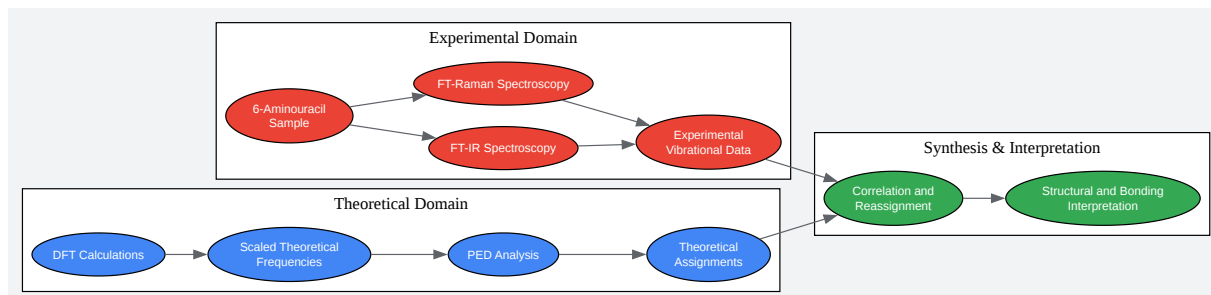 Experimental Domain
6-Aminouracil
Sample
FT-Raman Spectroscopy
FT-IR Spectroscopy
Experimental
Vibrational Data
Theoretical Domain
DFT Calculations
Scaled Theoretical
Frequencies
PED Analysis
Theoretical
Assignments
Synthesis & Interpretation
Correlation and
Reassignment
Structural and Bonding
Interpretation